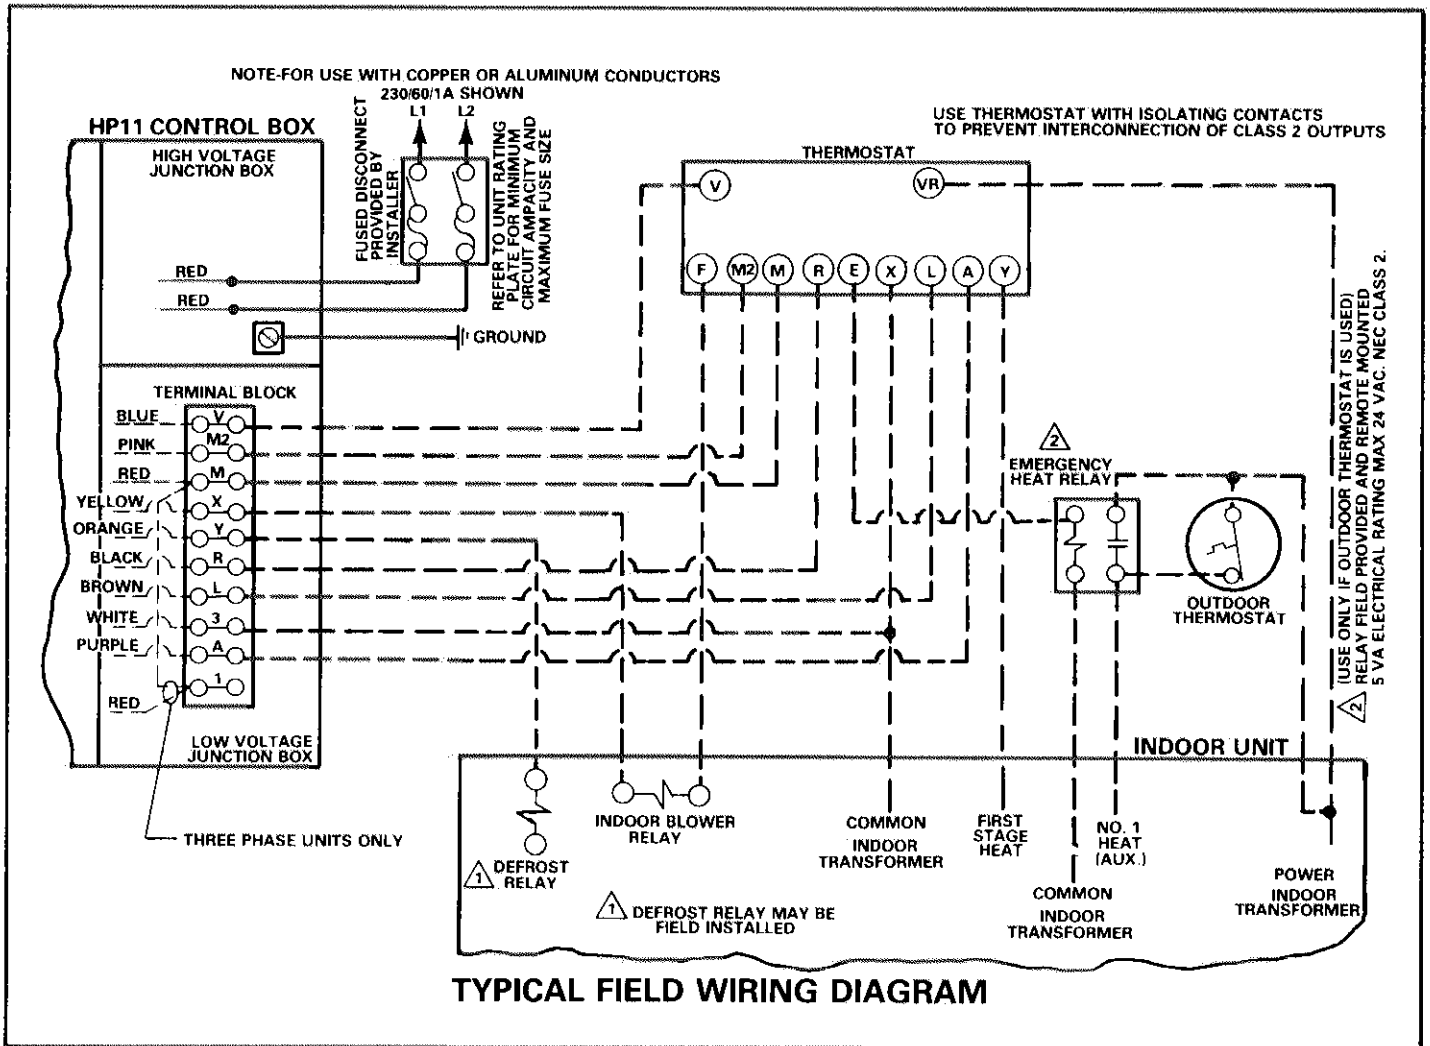 NOTE-FOR USE WITH COPPER OR ALUMINUM CONDUCTORS
230/60/1A SHOWN
L1 L2
HP11 CONTROL BOX
HIGH VOLTAGE
JUNCTION BOX
FUSED DISCONNECT
PROVIDED BY
INSTALLER
REFER TO UNIT RATING
PLATE FOR MINIMUM
CIRCUIT AMPACITY AND
MAXIMUM FUSE SIZE
RED
RED
GROUND
USE THERMOSTAT WITH ISOLATING CONTACTS
TO PREVENT INTERCONNECTION OF CLASS 2 OUTPUTS
THERMOSTAT
V VR
F M2 M R E X L A Y
TERMINAL BLOCK
BLUE V
PINK M2
RED M
YELLOW X
ORANGE Y
BLACK R
BROWN L
WHITE 3
PURPLE A
RED 1
LOW VOLTAGE
JUNCTION BOX
THREE PHASE UNITS ONLY
2
EMERGENCY
HEAT RELAY
OUTDOOR
THERMOSTAT
(USE ONLY IF OUTDOOR THERMOSTAT IS USED)
2 RELAY FIELD PROVIDED AND REMOTE MOUNTED
5 VA ELECTRICAL RATING MAX 24 VAC. NEC CLASS 2.
INDOOR UNIT
1 DEFROST
RELAY
INDOOR BLOWER
RELAY
COMMON
INDOOR
TRANSFORMER
FIRST
STAGE
HEAT
NO. 1
HEAT
(AUX.)
COMMON
INDOOR
TRANSFORMER
POWER
INDOOR
TRANSFORMER
1 DEFROST RELAY MAY BE
FIELD INSTALLED
TYPICAL FIELD WIRING DIAGRAM